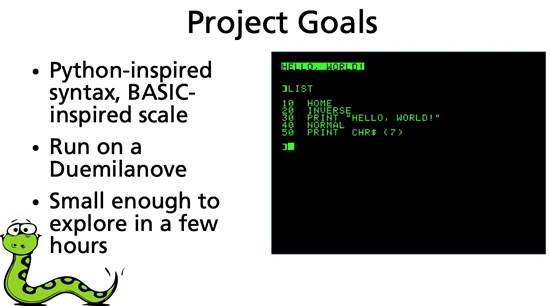 Project Goals
• Python-inspired
syntax, BASIC-
inspired scale
• Run on a
Duemilanove
• Small enough to
explore in a few
hours
HELLO, WORLD!
]LIST
10 HOME
20 INVERSE
30 PRINT "HELLO, WORLD!"
40 NORMAL
50 PRINT CHR$ (7)
]